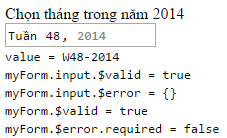 Chọn tháng trong năm 2014
Tuần 48, 2014
value = W48-2014
myForm.input.$valid = true
myForm.input.$error = {}
myForm.$valid = true
myForm.$error.required = false